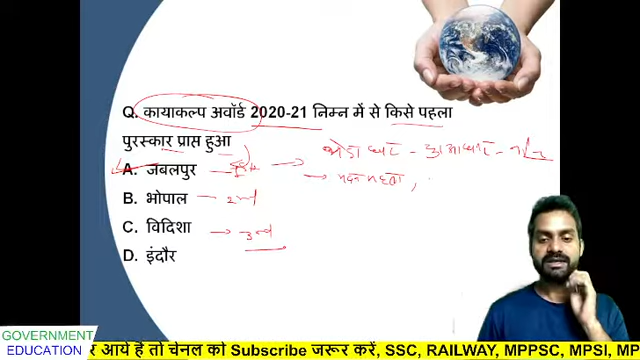 Q. कायाकल्प अवॉर्ड 2020-21 निम्न में से किसे पहला
पुरस्कार प्राप्त हुआ
A. जबलपुर
B. भोपाल
C. विदिशा
D. इंदौर
GOVERNMENT
EDUCATION
र आये है तो चेनल को Subscribe जरूर करें, SSC, RAILWAY, MPPSC, MPSI, MP